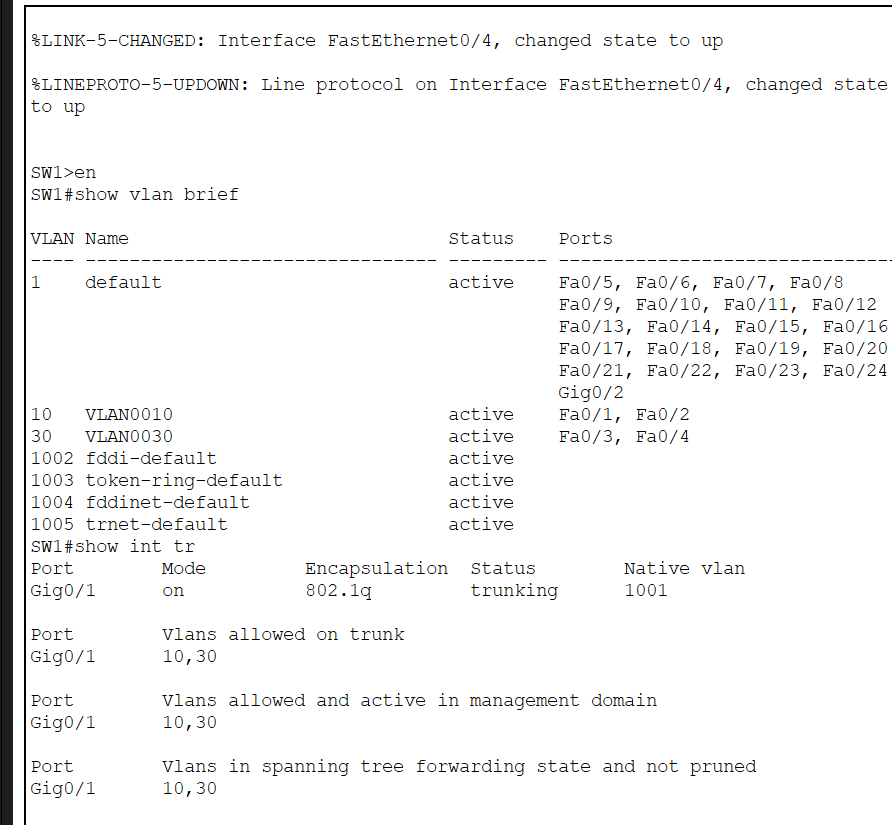 %LINK-5-CHANGED: Interface FastEthernet0/4, changed state to up
%LINEPROTO-5-UPDOWN: Line protocol on Interface FastEthernet0/4, changed state
to up
SW1>en
SW1#show vlan brief
VLAN Name                             Status    Ports
---- -------------------------------- --------- -------------------------------
1    default                          active    Fa0/5, Fa0/6, Fa0/7, Fa0/8
                                                Fa0/9, Fa0/10, Fa0/11, Fa0/12
                                                Fa0/13, Fa0/14, Fa0/15, Fa0/16
                                                Fa0/17, Fa0/18, Fa0/19, Fa0/20
                                                Fa0/21, Fa0/22, Fa0/23, Fa0/24
                                                Gig0/2
10   VLAN0010                         active    Fa0/1, Fa0/2
30   VLAN0030                         active    Fa0/3, Fa0/4
1002 fddi-default                     active
1003 token-ring-default               active
1004 fddinet-default                  active
1005 trnet-default                    active
SW1#show int tr
Port        Mode         Encapsulation  Status        Native vlan
Gig0/1      on           802.1q         trunking      1001
Port        Vlans allowed on trunk
Gig0/1      10,30
Port        Vlans allowed and active in management domain
Gig0/1      10,30
Port        Vlans in spanning tree forwarding state and not pruned
Gig0/1      10,30